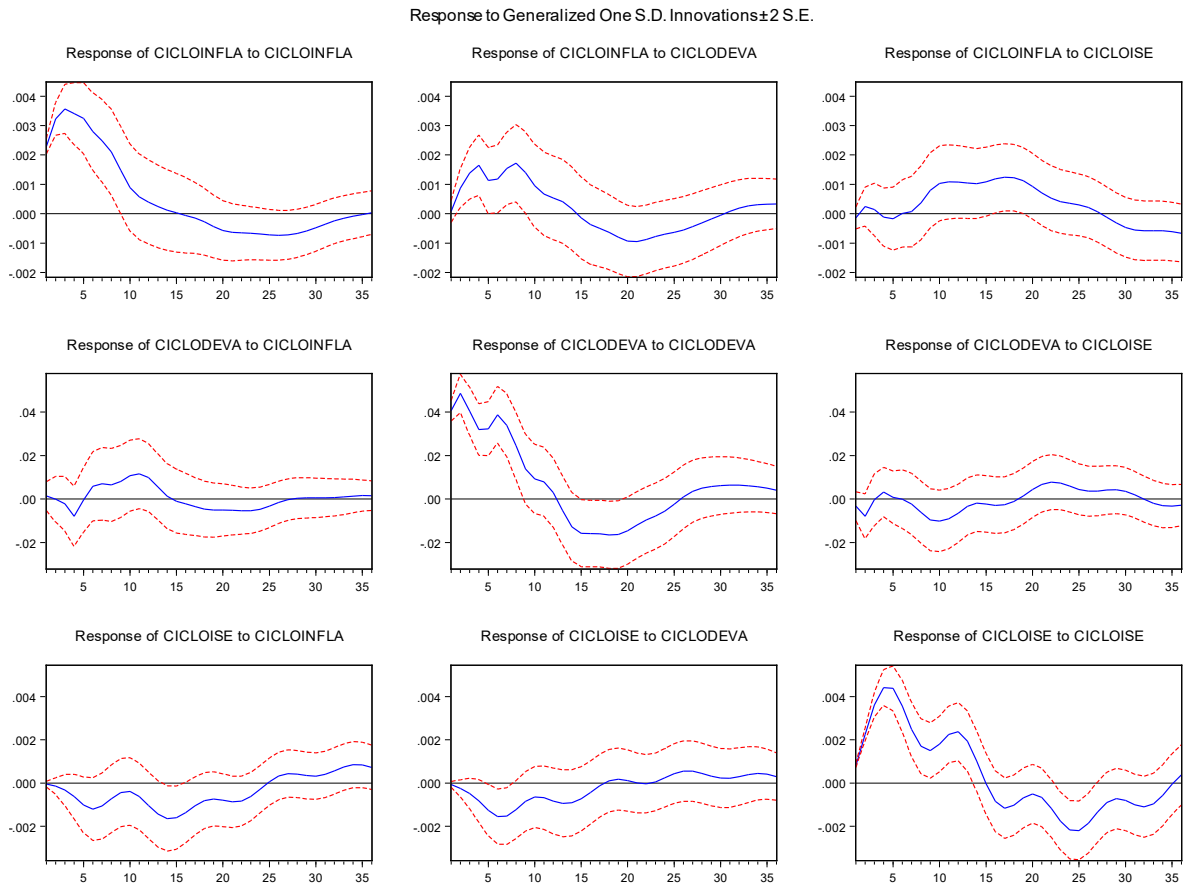 Response to Generalized One S.D. Innovations ± 2 S.E.
Response of CICLOINFLA to CICLOINFLA
Response of CICLOINFLA to CICLODEVA
Response of CICLOINFLA to CICLOISE
.004 .004 .004
.003 .003 .003
.002 .002 .002
.001 .001 .001
.000 .000 .000
-.001 -.001 -.001
-.002 -.002 -.002
5 10 15 20 25 30 35 5 10 15 20 25 30 35 5 10 15 20 25 30 35
Response of CICLODEVA to CICLOINFLA
Response of CICLODEVA to CICLODEVA
Response of CICLODEVA to CICLOISE
.04 .04 .04
.02 .02 .02
.00 .00 .00
-.02 -.02 -.02
5 10 15 20 25 30 35 5 10 15 20 25 30 35 5 10 15 20 25 30 35
Response of CICLOISE to CICLOINFLA
Response of CICLOISE to CICLODEVA
Response of CICLOISE to CICLOISE
.004 .004 .004
.002 .002 .002
.000 .000 .000
-.002 -.002 -.002
5 10 15 20 25 30 35 5 10 15 20 25 30 35 5 10 15 20 25 30 35